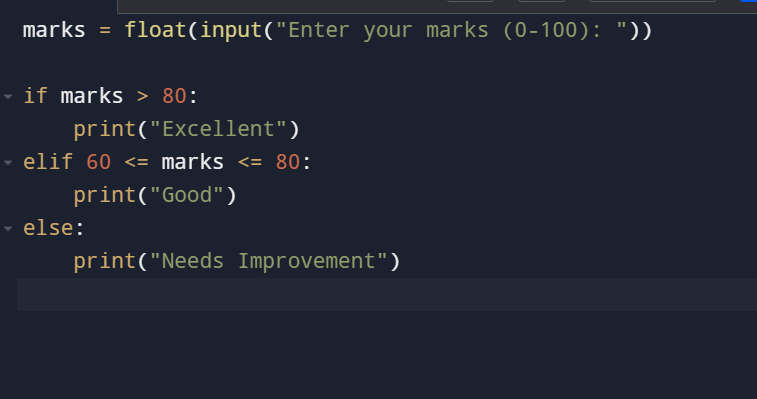 marks = float(input("Enter your marks (0-100): "))
if marks > 80:
    print("Excellent")
elif 60 <= marks <= 80:
    print("Good")
else:
    print("Needs Improvement")